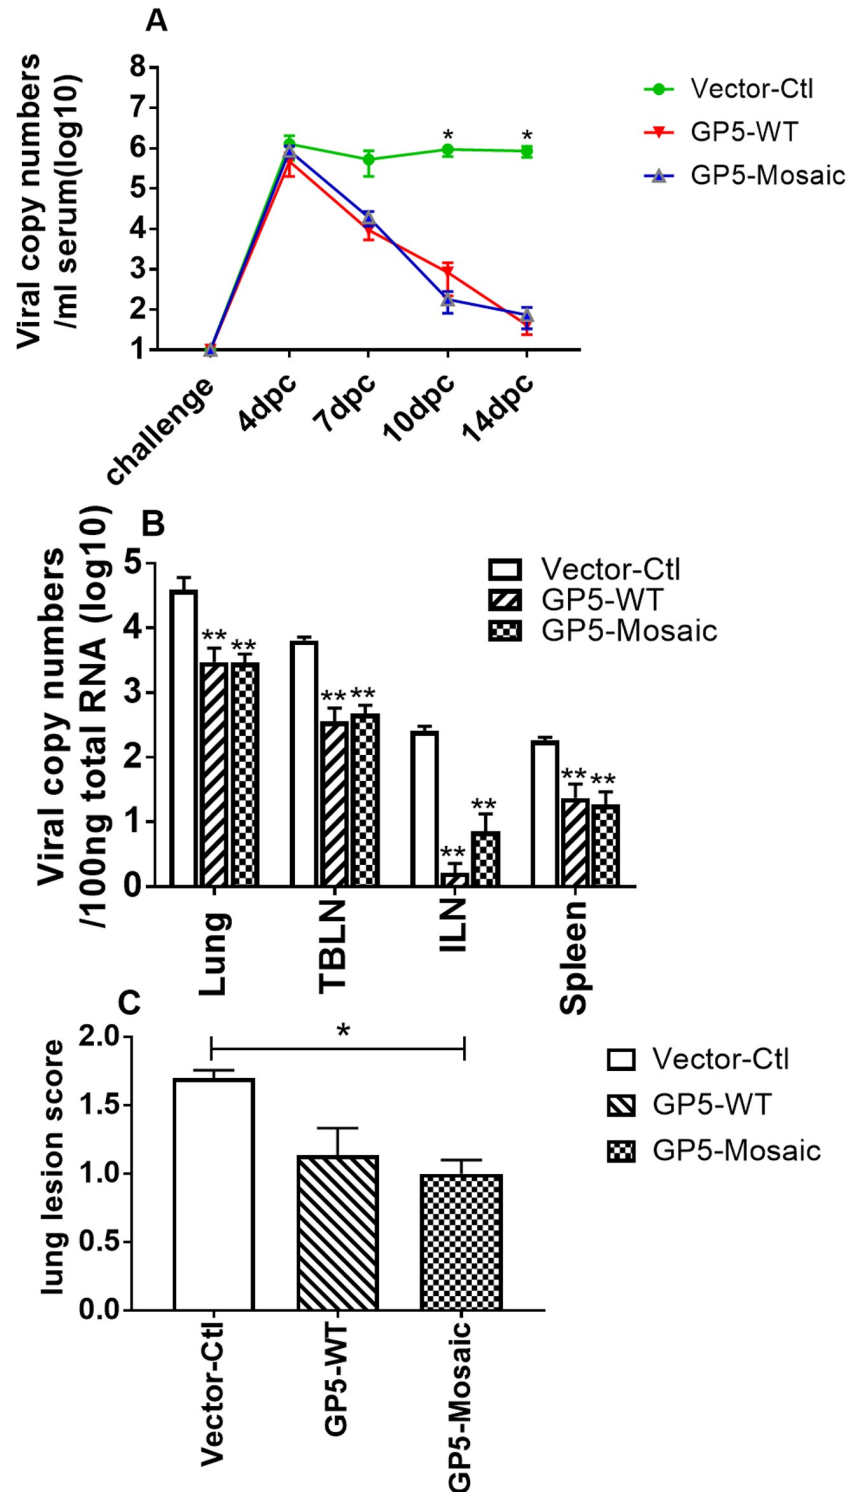 A
Viral copy numbers
/ml serum(log10)
8
7
6
5
4
3
2
1
* *
challenge
4dpc
7dpc
10dpc
14dpc
Vector-Ctl
GP5-WT
GP5-Mosaic
B
Viral copy numbers
/100ng total RNA (log10)
5
4
3
2
1
0
** **
** **
** **
** **
Lung
TBLN
ILN
Spleen
Vector-Ctl
GP5-WT
GP5-Mosaic
C
lung lesion score
2.0
1.5
1.0
0.5
0.0
*
Vector-Ctl
GP5-WT
GP5-Mosaic
Vector-Ctl
GP5-WT
GP5-Mosaic